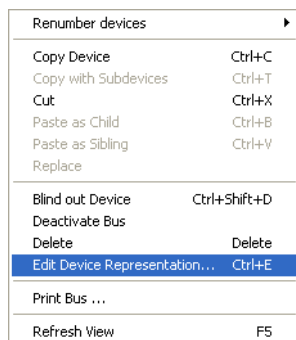 Renumber devices
Copy Device Ctrl+C
Copy with Subdevices Ctrl+T
Cut Ctrl+X
Paste as Child Ctrl+B
Paste as Sibling Ctrl+V
Replace
Blind out Device Ctrl+Shift+D
Deactivate Bus
Delete Delete
Edit Device Representation... Ctrl+E
Print Bus ...
Refresh View F5